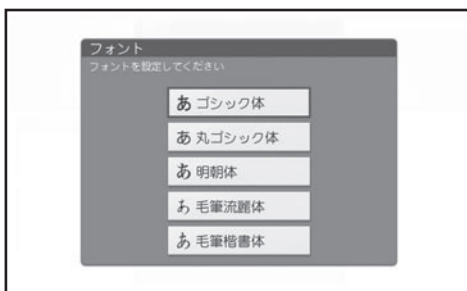 フォント
フォントを設定してください
あ ゴシック体
あ 丸ゴシック体
あ 明朝体
あ 毛筆流麗体
あ 毛筆楷書体